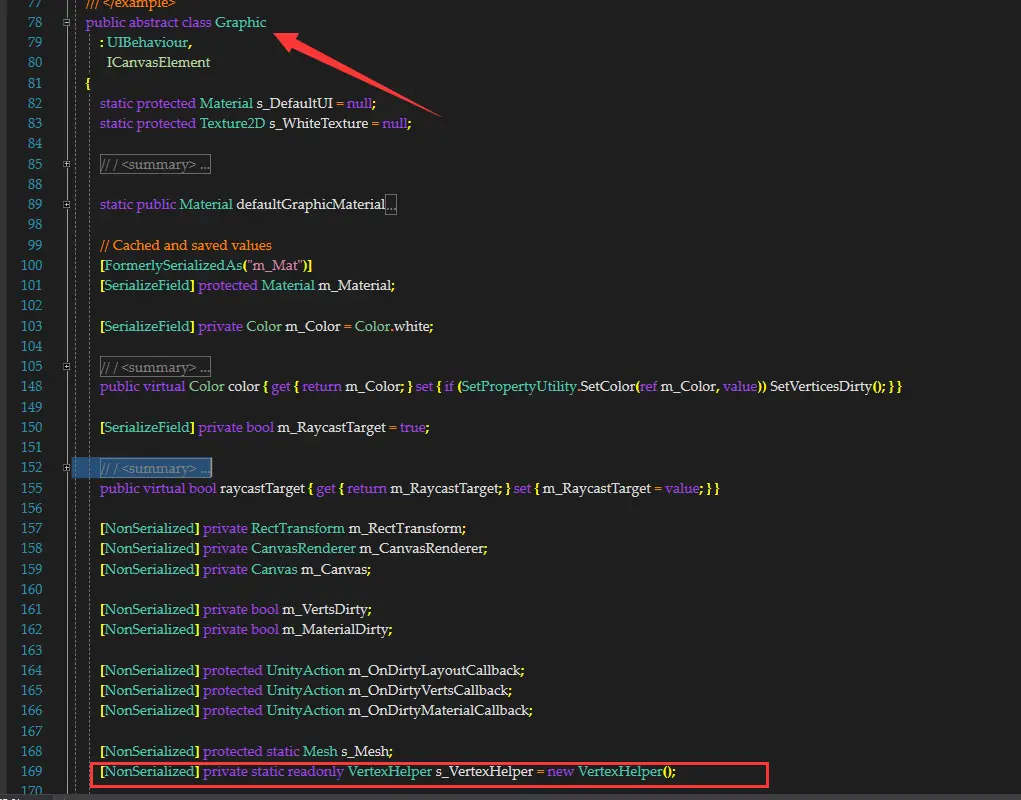 77 /// </example>
78 public abstract class Graphic
79 : UIBehaviour,
80 ICanvasElement
81 {
82 static protected Material s_DefaultUI = null;
83 static protected Texture2D s_WhiteTexture = null;
84
85 /// <summary> ...
88
89 static public Material defaultGraphicMaterial...
98
99 // Cached and saved values
100 [FormerlySerializedAs("m_Mat")]
101 [SerializeField] protected Material m_Material;
102
103 [SerializeField] private Color m_Color = Color.white;
104
105 /// <summary> ...
148 public virtual Color color { get { return m_Color; } set { if (SetPropertyUtility.SetColor(ref m_Color, value)) SetVerticesDirty(); } }
149
150 [SerializeField] private bool m_RaycastTarget = true;
151
152 /// <summary> ...
155 public virtual bool raycastTarget { get { return m_RaycastTarget; } set { m_RaycastTarget = value; } }
156
157 [NonSerialized] private RectTransform m_RectTransform;
158 [NonSerialized] private CanvasRenderer m_CanvasRenderer;
159 [NonSerialized] private Canvas m_Canvas;
160
161 [NonSerialized] private bool m_VertsDirty;
162 [NonSerialized] private bool m_MaterialDirty;
163
164 [NonSerialized] protected UnityAction m_OnDirtyLayoutCallback;
165 [NonSerialized] protected UnityAction m_OnDirtyVertsCallback;
166 [NonSerialized] protected UnityAction m_OnDirtyMaterialCallback;
167
168 [NonSerialized] protected static Mesh s_Mesh;
169 [NonSerialized] private static readonly VertexHelper s_VertexHelper = new VertexHelper();
170